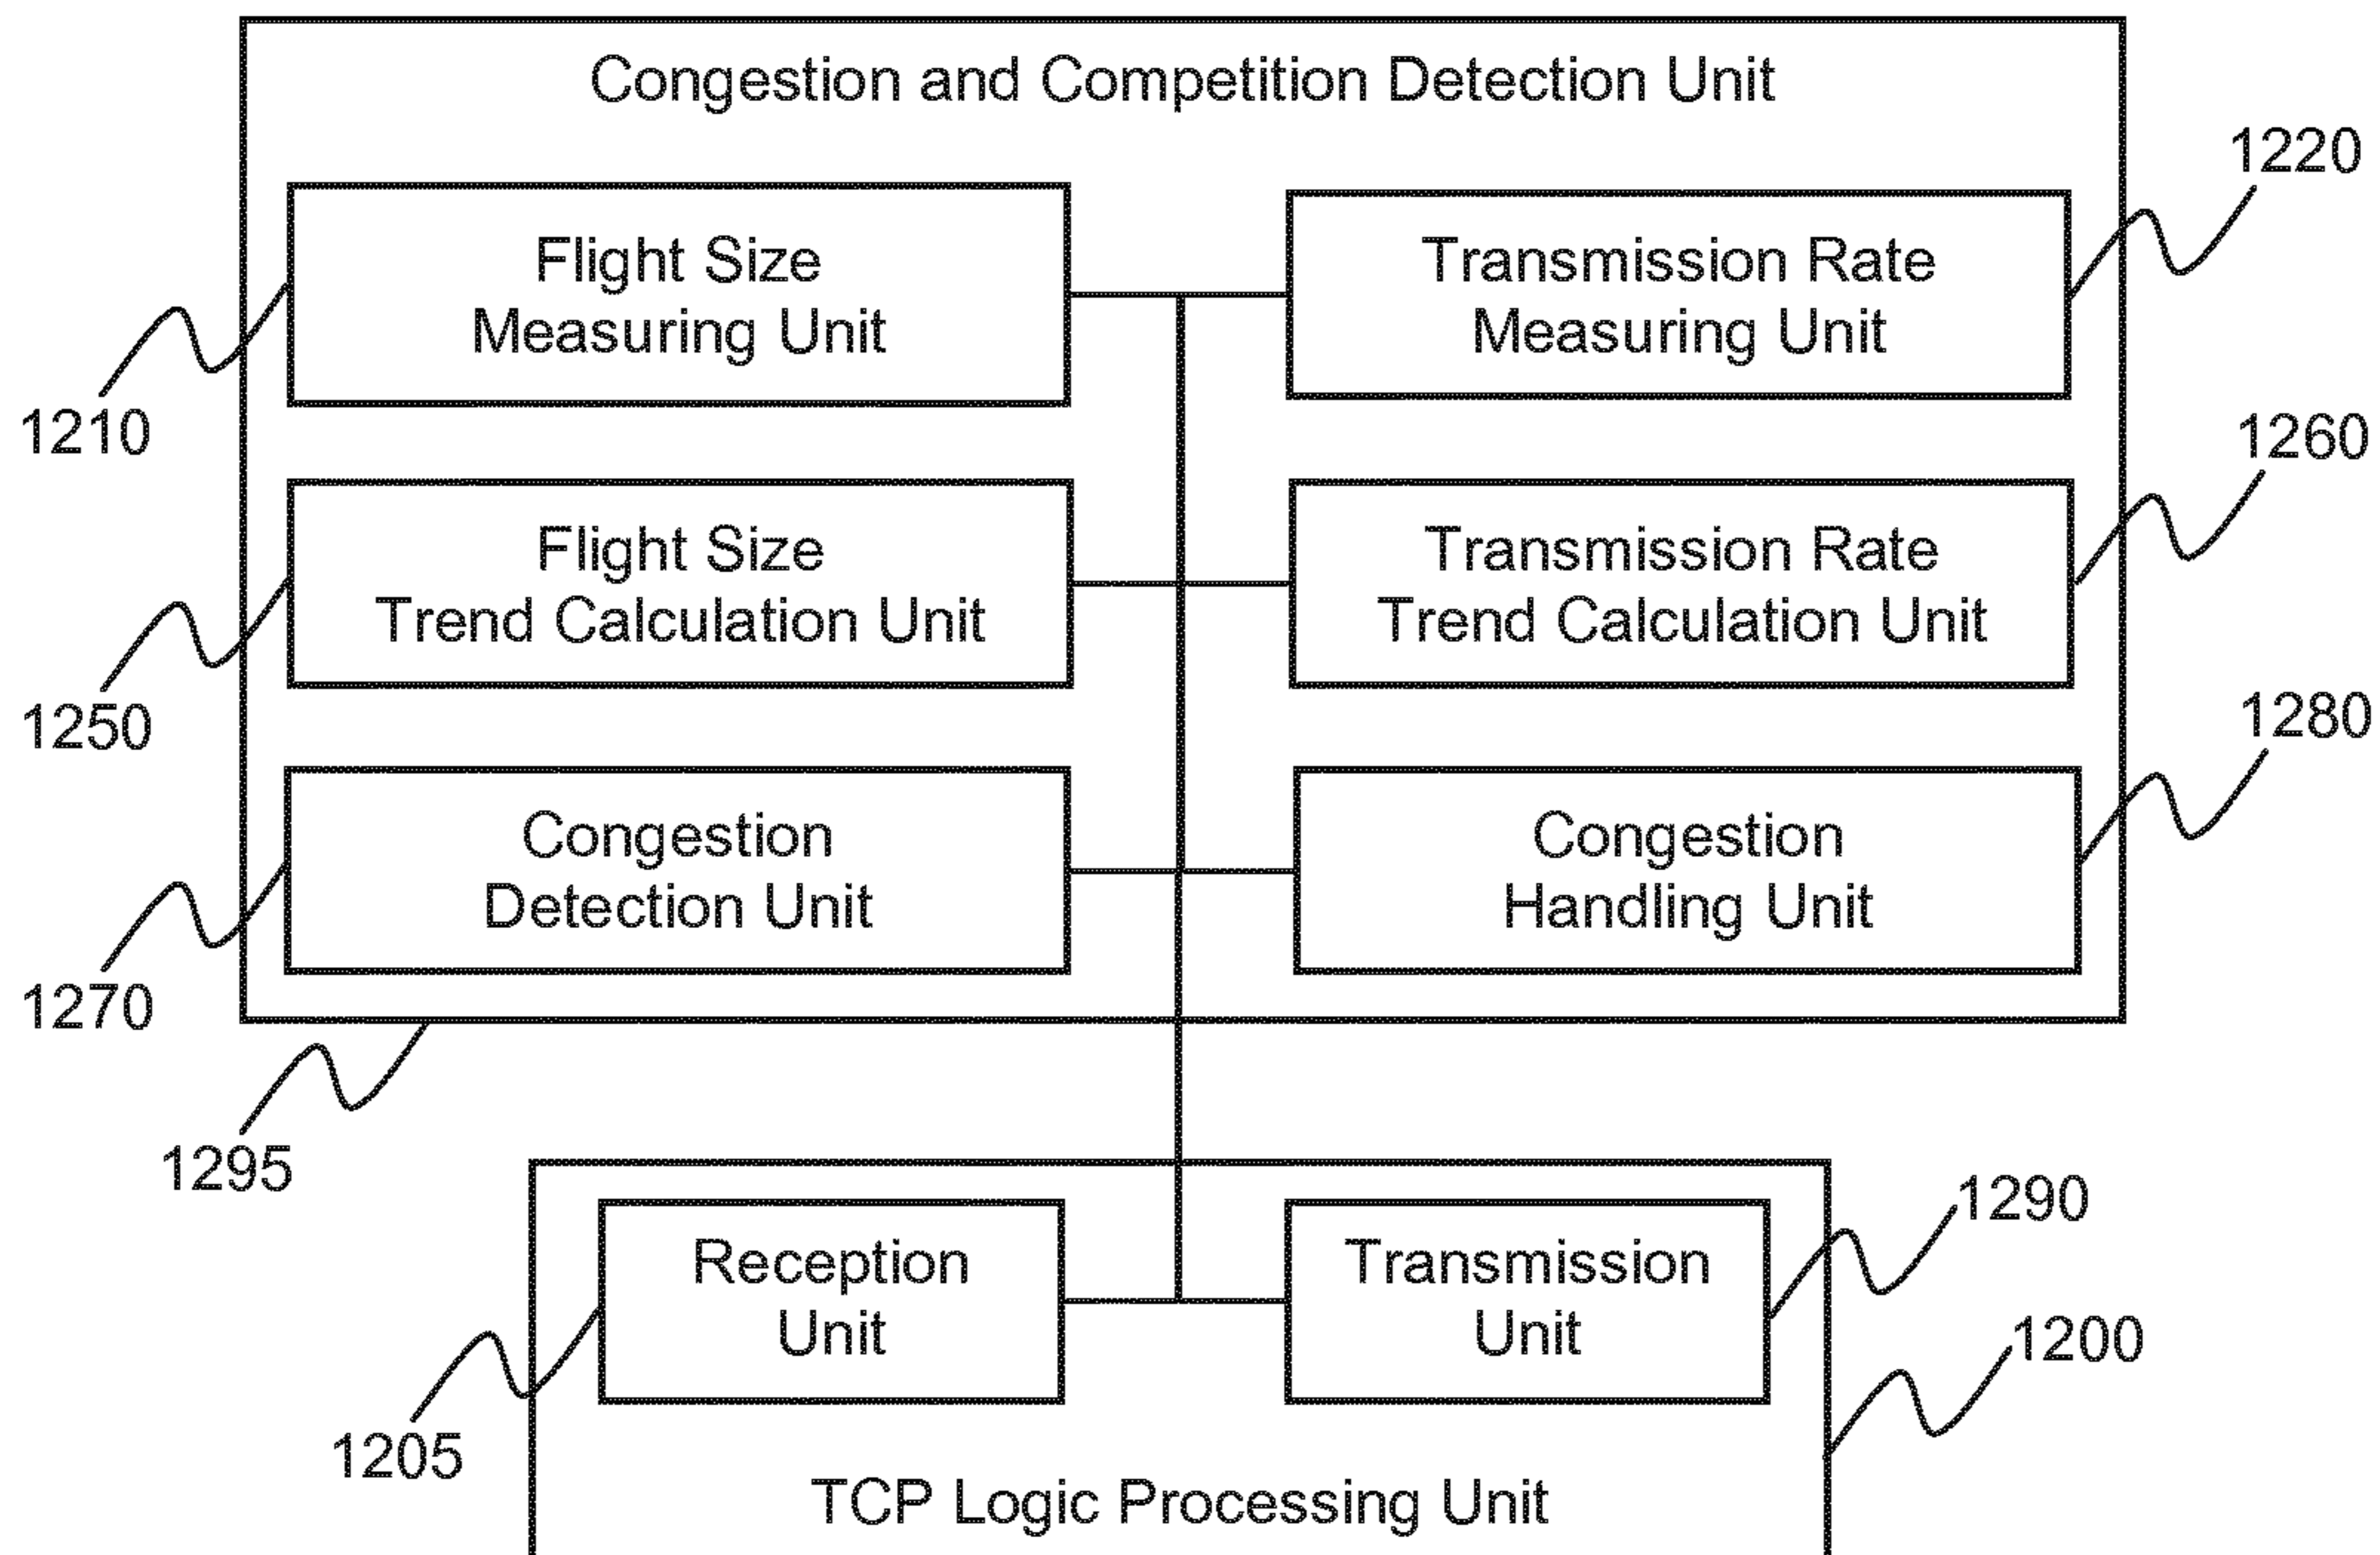 Congestion and Competition Detection Unit
1220
Flight Size
Measuring Unit
Transmission Rate
Measuring Unit
1210
1260
Flight Size
Trend Calculation Unit
Transmission Rate
Trend Calculation Unit
1250
1280
Congestion
Detection Unit
Congestion
Handling Unit
1270
1295
1290
Reception
Unit
Transmission
Unit
1200
1205
TCP Logic Processing Unit